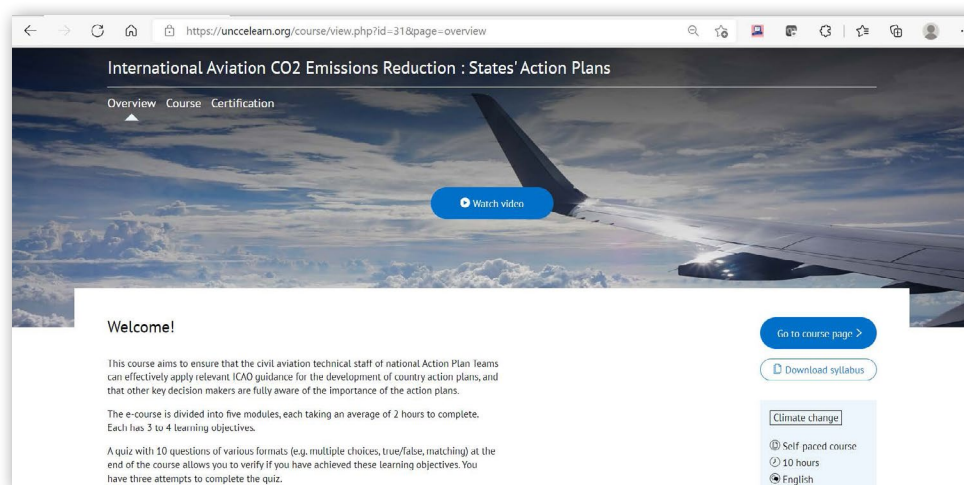 https://unccelearn.org/course/view.php?id=31&page=overview
International Aviation CO2 Emissions Reduction : States' Action Plans
Overview Course Certification
Watch video
Welcome!
This course aims to ensure that the civil aviation technical staff of national Action Plan Teams
can effectively apply relevant ICAO guidance for the development of country action plans, and
that other key decision makers are fully aware of the importance of the action plans.
The e-course is divided into five modules, each taking an average of 2 hours to complete.
Each has 3 to 4 learning objectives.
A quiz with 10 questions of various formats (e.g. multiple choices, true/false, matching) at the
end of the course allows you to verify if you have achieved these learning objectives. You
have three attempts to complete the quiz.
Go to course page >
Download syllabus
Climate change
Self-paced course
10 hours
English